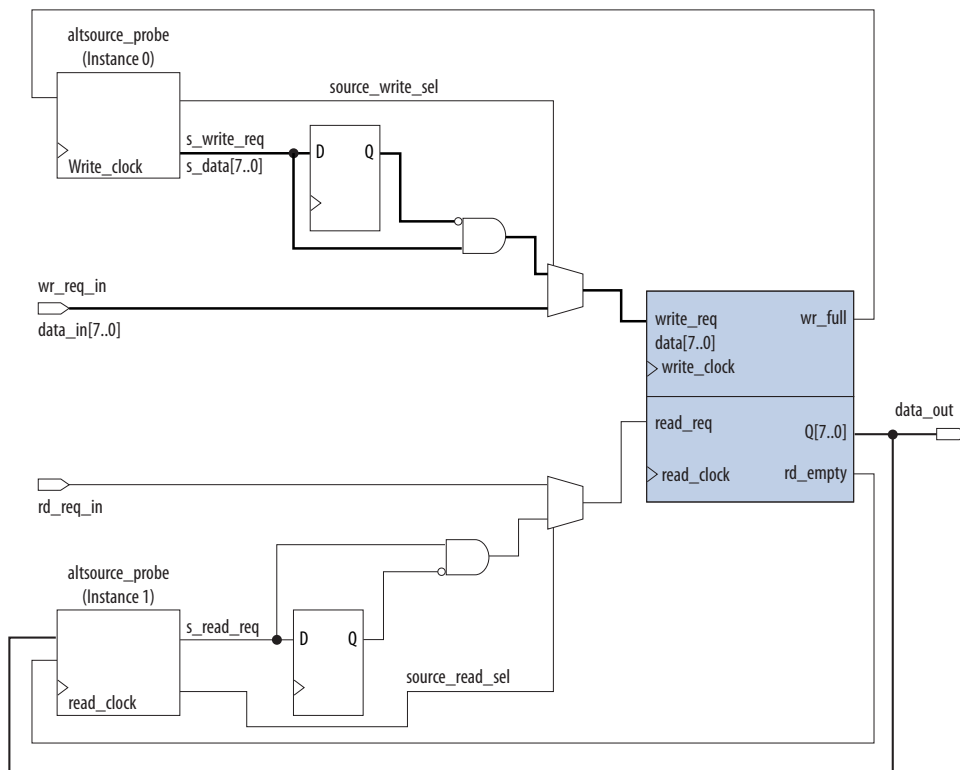 altsource_probe
(Instance 0)
source_write_sel
s_write_req
D Q
Write_clock
s_data[7..0]
wr_req_in
data_in[7..0]
write_req
wr_full
data[7..0]
write_clock
data_out
read_req
Q[7..0]
read_clock
rd_empty
rd_req_in
altsource_probe
(Instance 1)
s_read_req
D Q
source_read_sel
read_clock